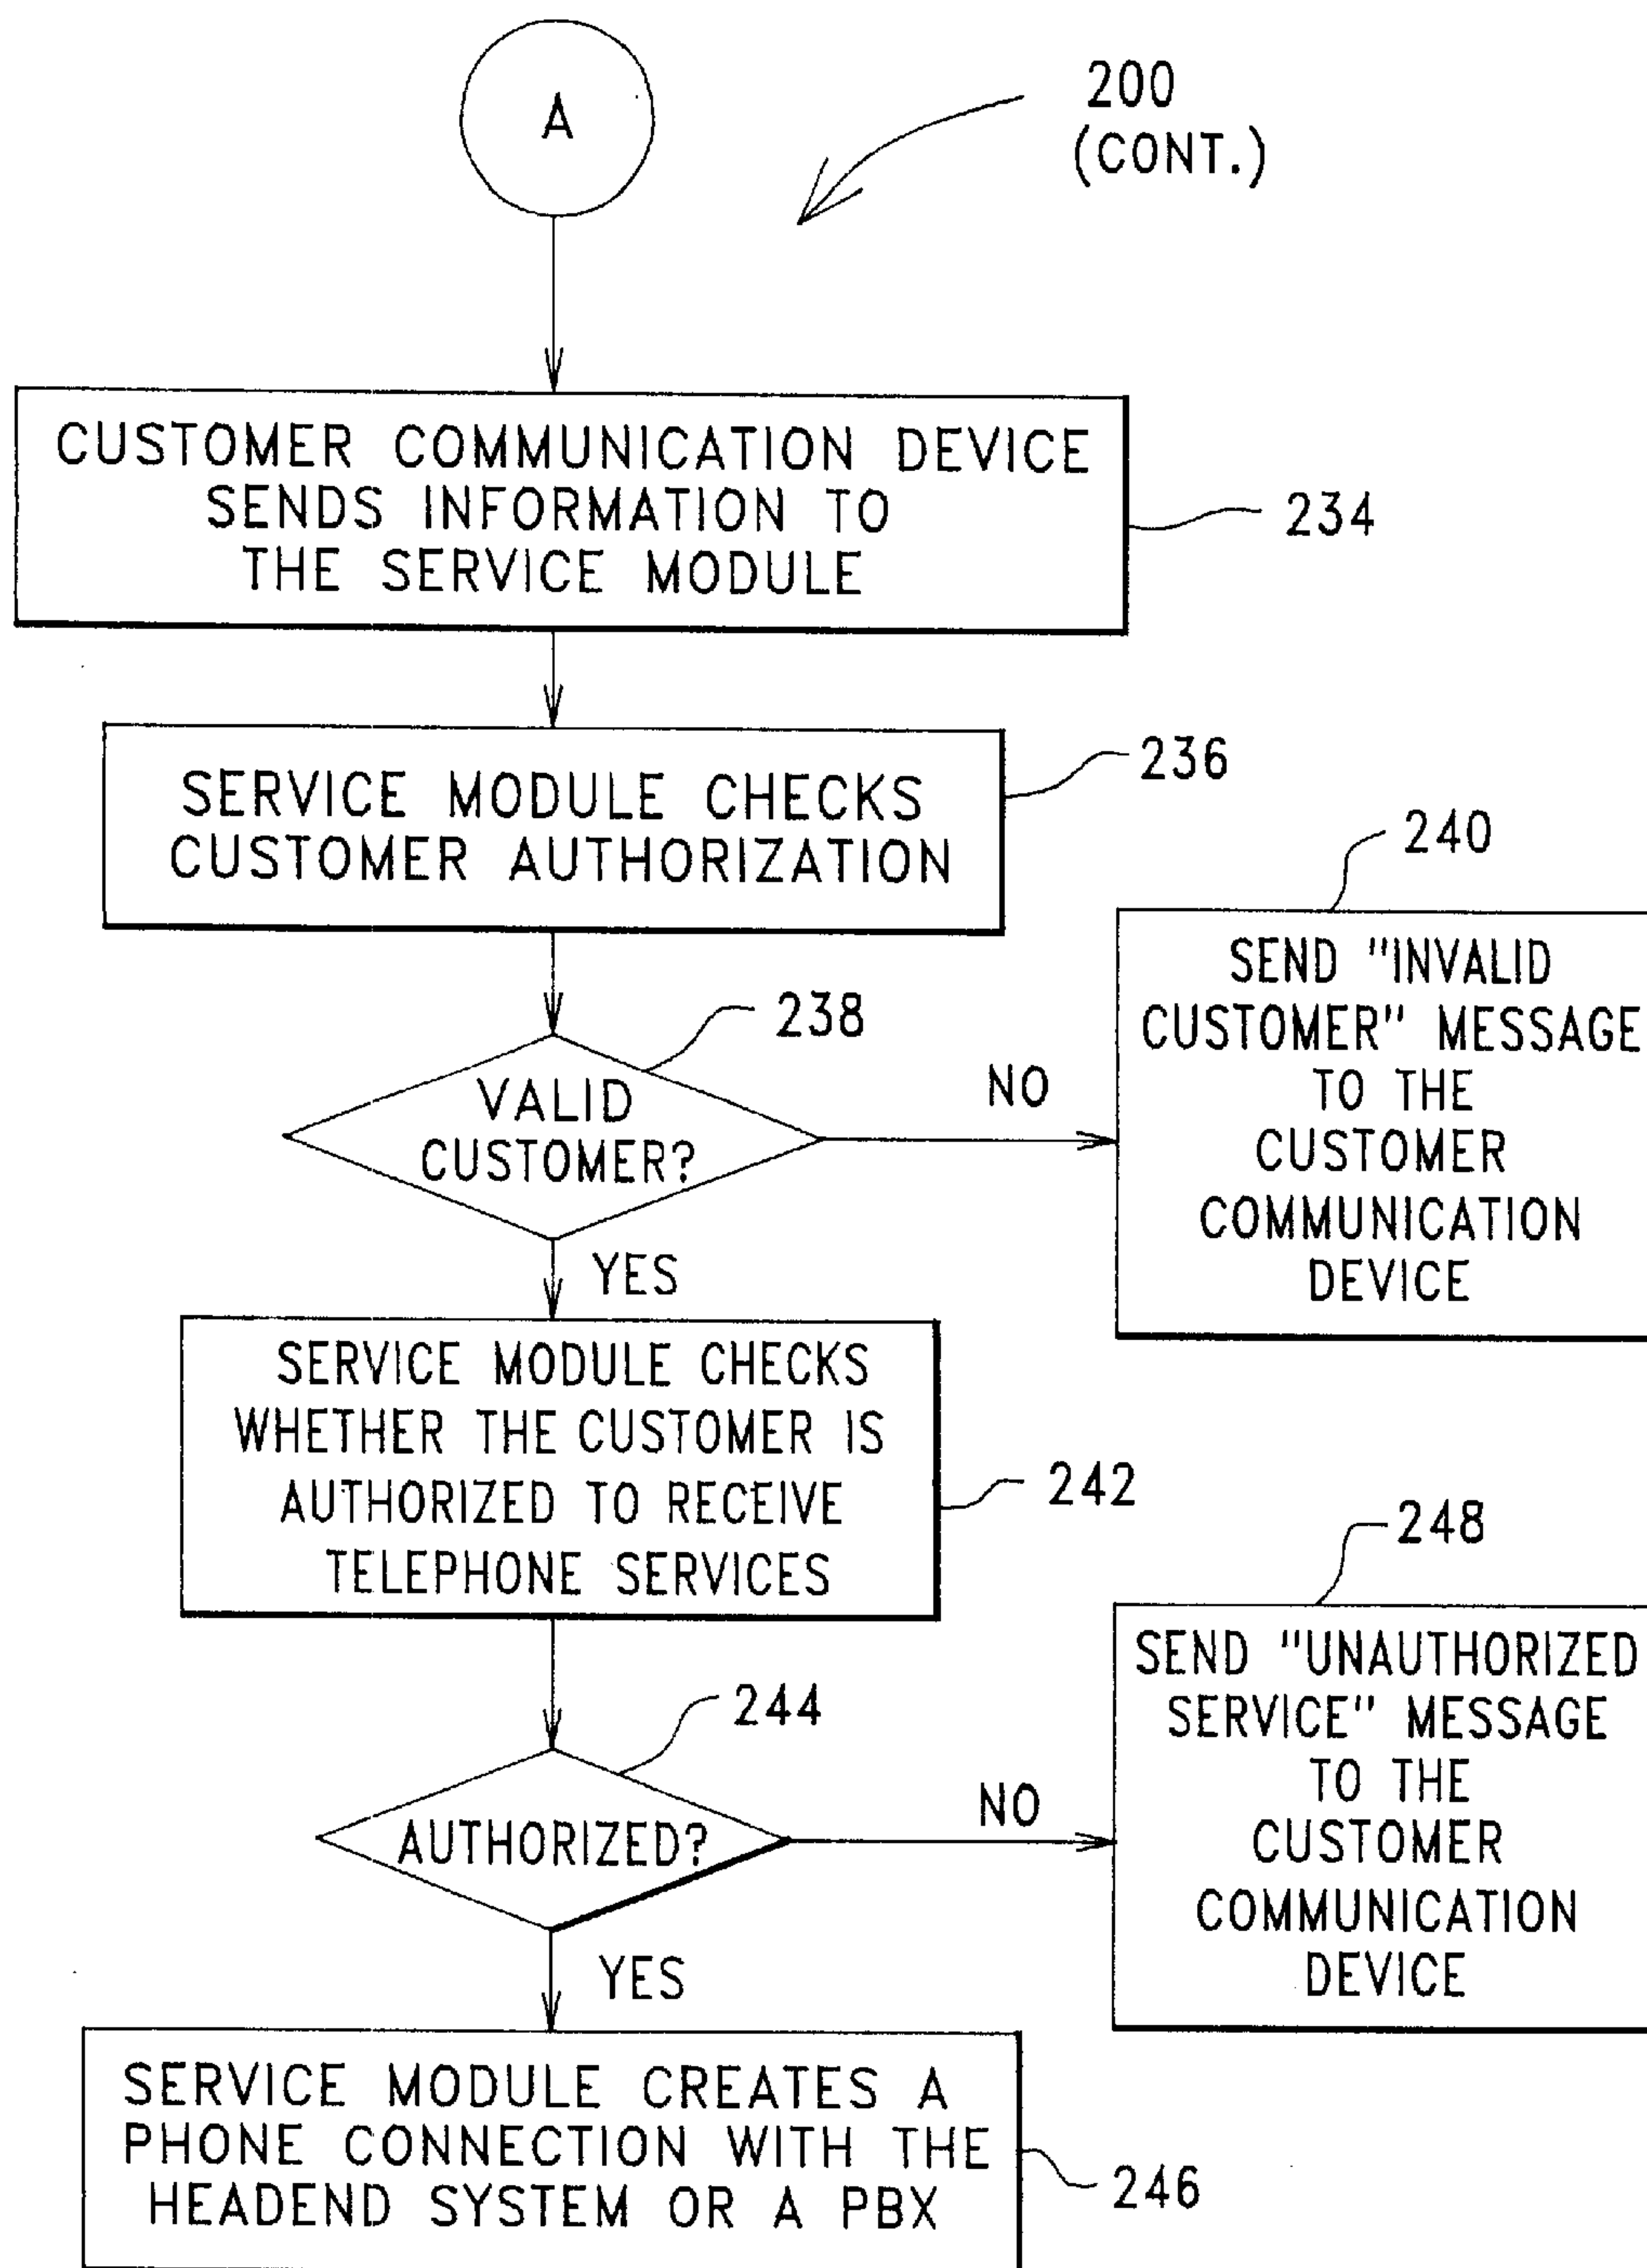 A
200
(CONT.)
CUSTOMER COMMUNICATION DEVICE
SENDS INFORMATION TO
THE SERVICE MODULE
234
SERVICE MODULE CHECKS
CUSTOMER AUTHORIZATION
236
VALID
CUSTOMER?
238
NO
240
SEND "INVALID
CUSTOMER" MESSAGE
TO THE
CUSTOMER
COMMUNICATION
DEVICE
YES
SERVICE MODULE CHECKS
WHETHER THE CUSTOMER IS
AUTHORIZED TO RECEIVE
TELEPHONE SERVICES
242
AUTHORIZED?
244
NO
248
SEND "UNAUTHORIZED
SERVICE" MESSAGE
TO THE
CUSTOMER
COMMUNICATION
DEVICE
YES
SERVICE MODULE CREATES A
PHONE CONNECTION WITH THE
HEADEND SYSTEM OR A PBX
246